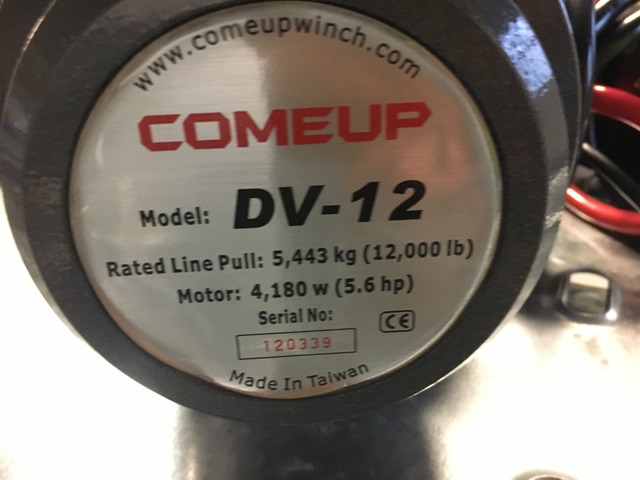 www.comeupwinch.com
COMEUP
Model: DV-12
Rated Line Pull: 5,443 kg (12,000 lb)
Motor: 4,180 w (5.6 hp)
Serial No:
CE
120339
Made In Taiwan